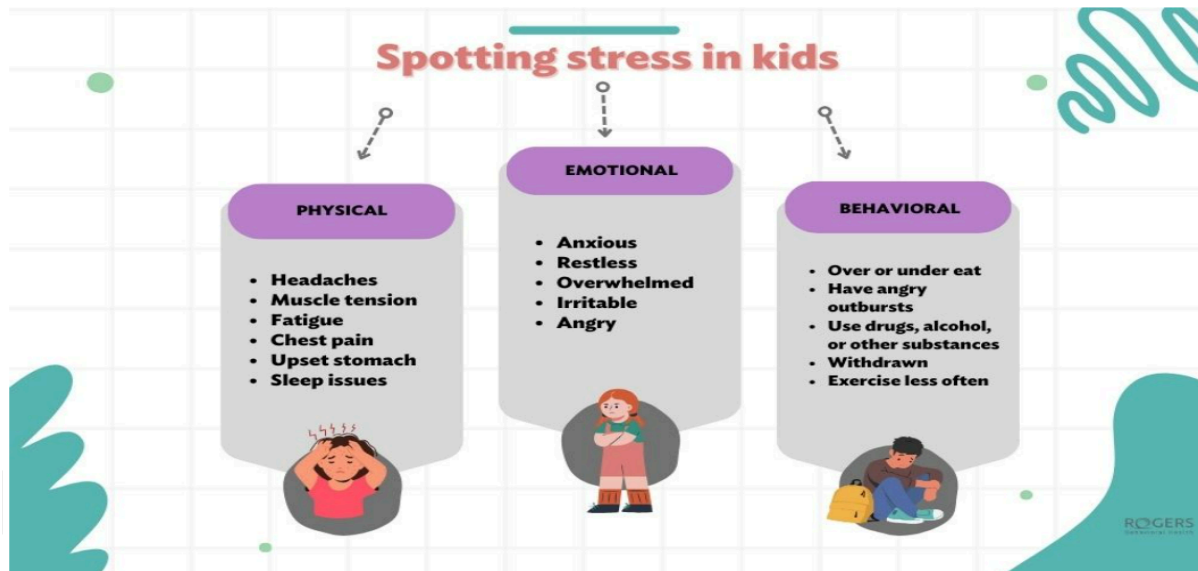 Spotting stress in kids
PHYSICAL
• Headaches
• Muscle tension
• Fatigue
• Chest pain
• Upset stomach
• Sleep issues
EMOTIONAL
• Anxious
• Restless
• Overwhelmed
• Irritable
• Angry
BEHAVIORAL
• Over or under eat
• Have angry
outbursts
• Use drugs, alcohol,
or other substances
• Withdrawn
• Exercise less often
ROGERS
Behavioral Health